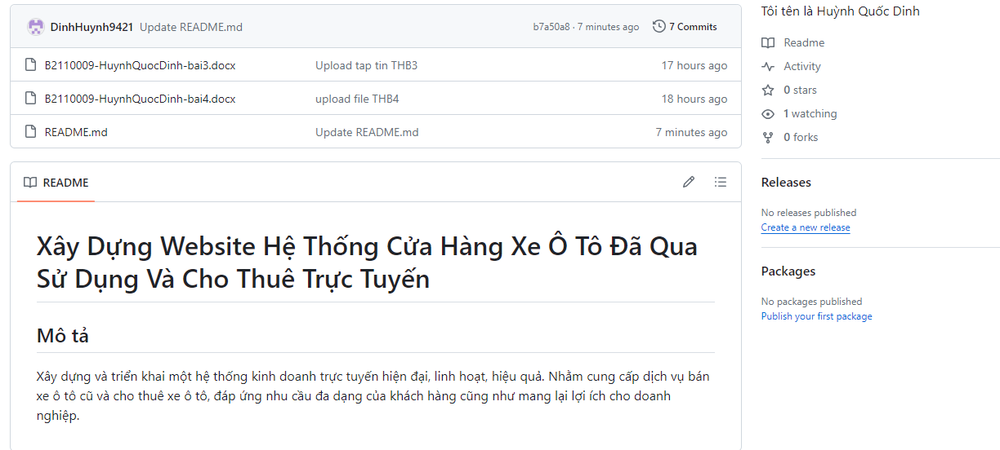 DinhHuynh9421 Update README.md b7a50a8 · 7 minutes ago 7 Commits
B2110009-HuynhQuocDinh-bai3.docx Upload tap tin THB3 17 hours ago
B2110009-HuynhQuocDinh-bai4.docx upload file THB4 18 hours ago
README.md Update README.md 7 minutes ago
README
Xây Dựng Website Hệ Thống Cửa Hàng Xe Ô Tô Đã Qua
Sử Dụng Và Cho Thuê Trực Tuyến
Mô tả
Xây dựng và triển khai một hệ thống kinh doanh trực tuyến hiện đại, linh hoạt, hiệu quả. Nhằm cung cấp dịch vụ bán
xe ô tô cũ và cho thuê xe ô tô, đáp ứng nhu cầu đa dạng của khách hàng cũng như mang lại lợi ích cho doanh
nghiệp.
Tôi tên là Huỳnh Quốc Dinh
Readme
Activity
0 stars
1 watching
0 forks
Releases
No releases published
Create a new release
Packages
No packages published
Publish your first package